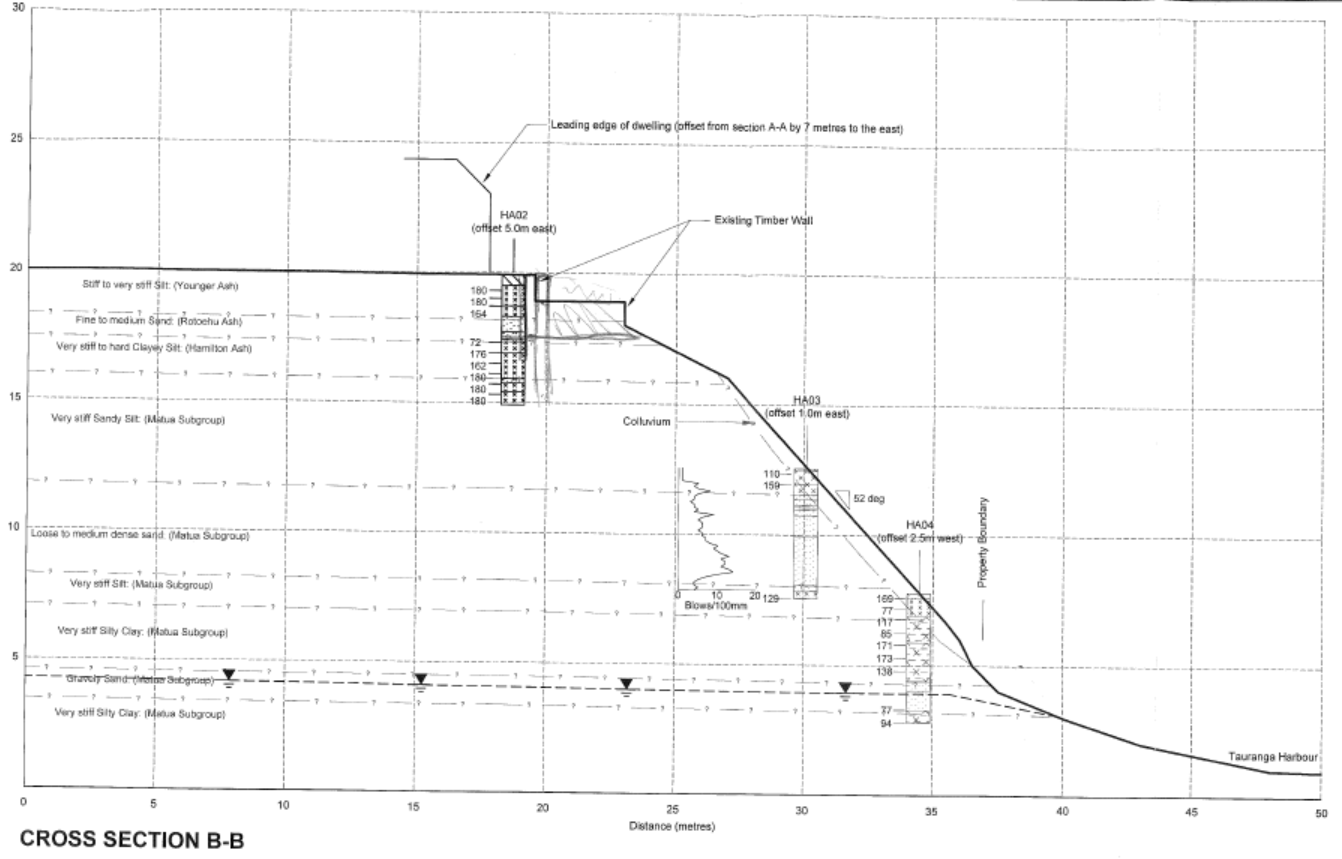 30
Leading edge of dwelling (offset from section A-A by 7 metres to the east)
25
HA02
(offset 5.0m east)
Existing Timber Wall
20
Stiff to very stiff Silt: (Younger Ash)
180
180
164
Fine to medium Sand: (Rotoehu Ash)
Very stiff to hard Clayey Silt: (Hamilton Ash)
72
176
162
180
180
180
15
Very stiff Sandy Silt: (Matua Subgroup)
Colluvium
HA03
(offset 1.0m east)
110
159
52 deg
10
Loose to medium dense sand: (Matua Subgroup)
HA04
(offset 2.5m west)
Property Boundary
Very stiff Silt: (Matua Subgroup)
0 10 20
Blows/100mm
129
77
117
85
171
173
138
Very stiff Silty Clay: (Matua Subgroup)
5
Gravely Sand: (Matua Subgroup)
Very stiff Silty Clay: (Matua Subgroup)
77
94
Tauranga Harbour
0 5 10 15 20 25 30 35 40 45 50
Distance (metres)
CROSS SECTION B-B